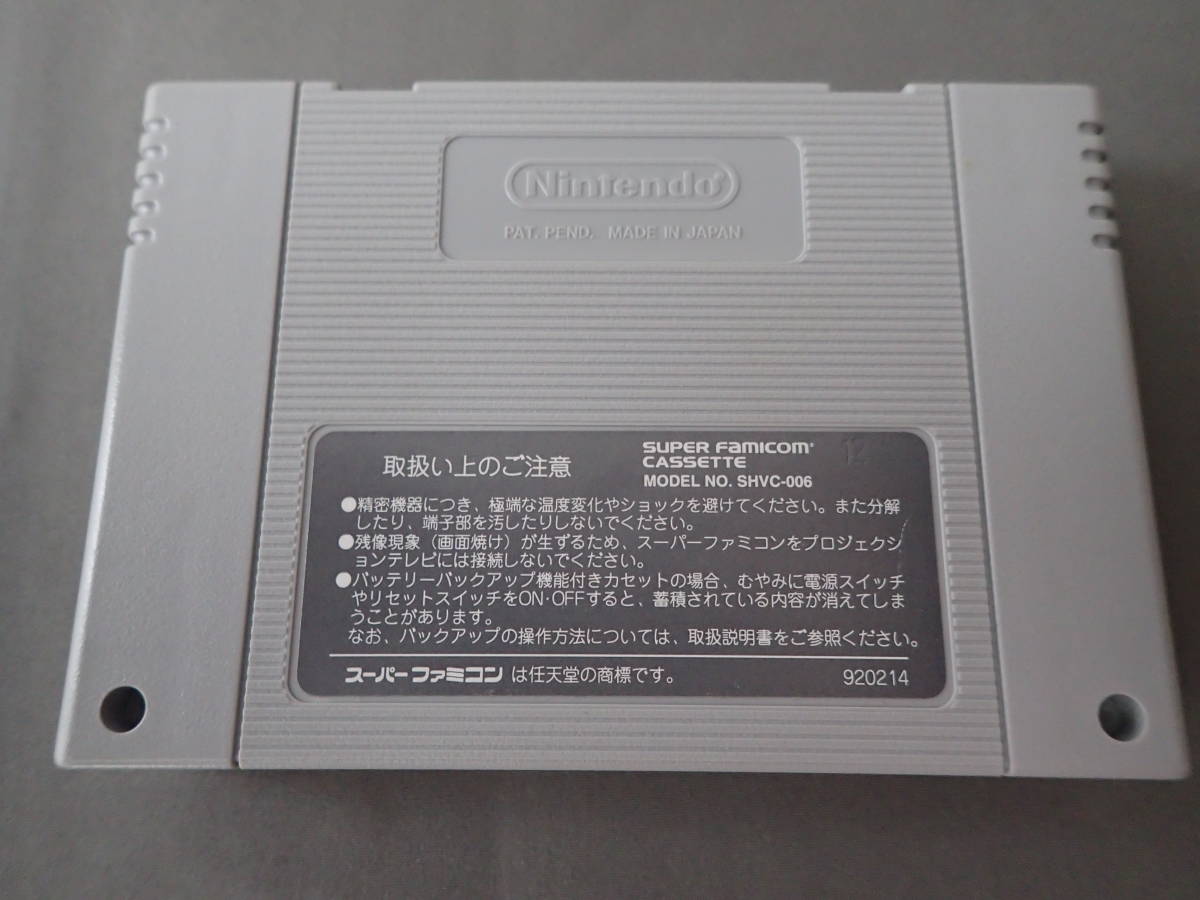 Nintendo®
PAT. PEND. MADE IN JAPAN
取扱い上のご注意
SUPER FAMICOM®
CASSETTE
MODEL NO. SHVC-006
12
●精密機器につき、極端な温度変化やショックを避けてください。また分解
したり、端子部を汚したりしないでください。
●残像現象（画面焼け）が生ずるため、スーパーファミコンをプロジェクシ
ョンテレビには接続しないでください。
●バッテリーバックアップ機能付きカセットの場合、むやみに電源スイッチ
やリセットスイッチをON・OFFすると、蓄積されている内容が消えてしま
うことがあります。
なお、バックアップの操作方法については、取扱説明書をご参照ください。
スーパーファミコンは任天堂の商標です。
920214